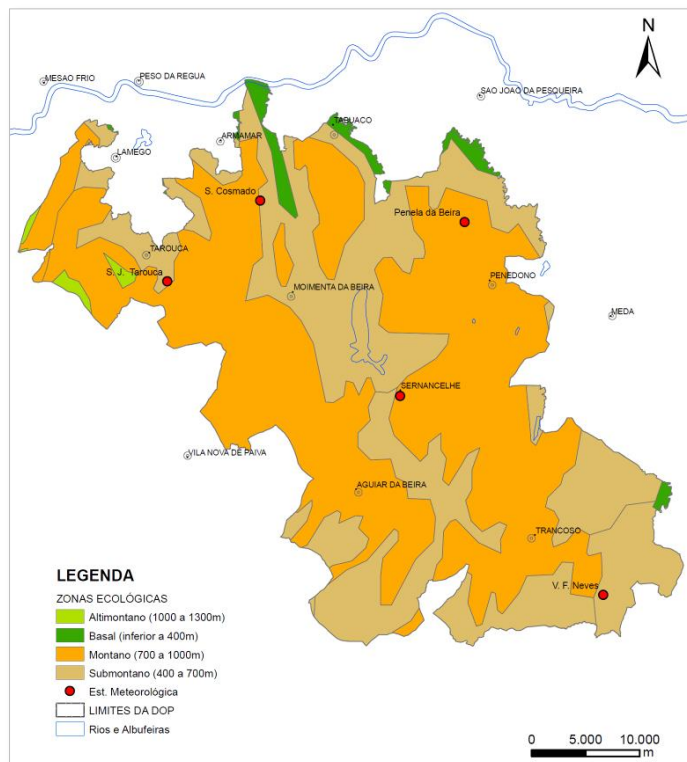 N
MESAO FRIO
PESO DA REGUA
SAO JOAO DA PESQUEIRA
TABUACO
ARMAMAR
LAMEGO
S. Cosmado
Penela da Beira
TAROUCA
S. J. Tarouca
PENEDONO
MOIMENTA DA BEIRA
MEDA
SERNANCELHE
VILA NOVA DE PAIVA
AGUIAR DA BEIRA
TRANCOSO
V. F. Neves
LEGENDA
ZONAS ECOLÓGICAS
Altimontano (1000 a 1300m)
Basal (inferior a 400m)
Montano (700 a 1000m)
Submontano (400 a 700m)
Est. Meteorológica
LIMITES DA DOP
Rios e Albufeiras
0 5.000 10.000
m